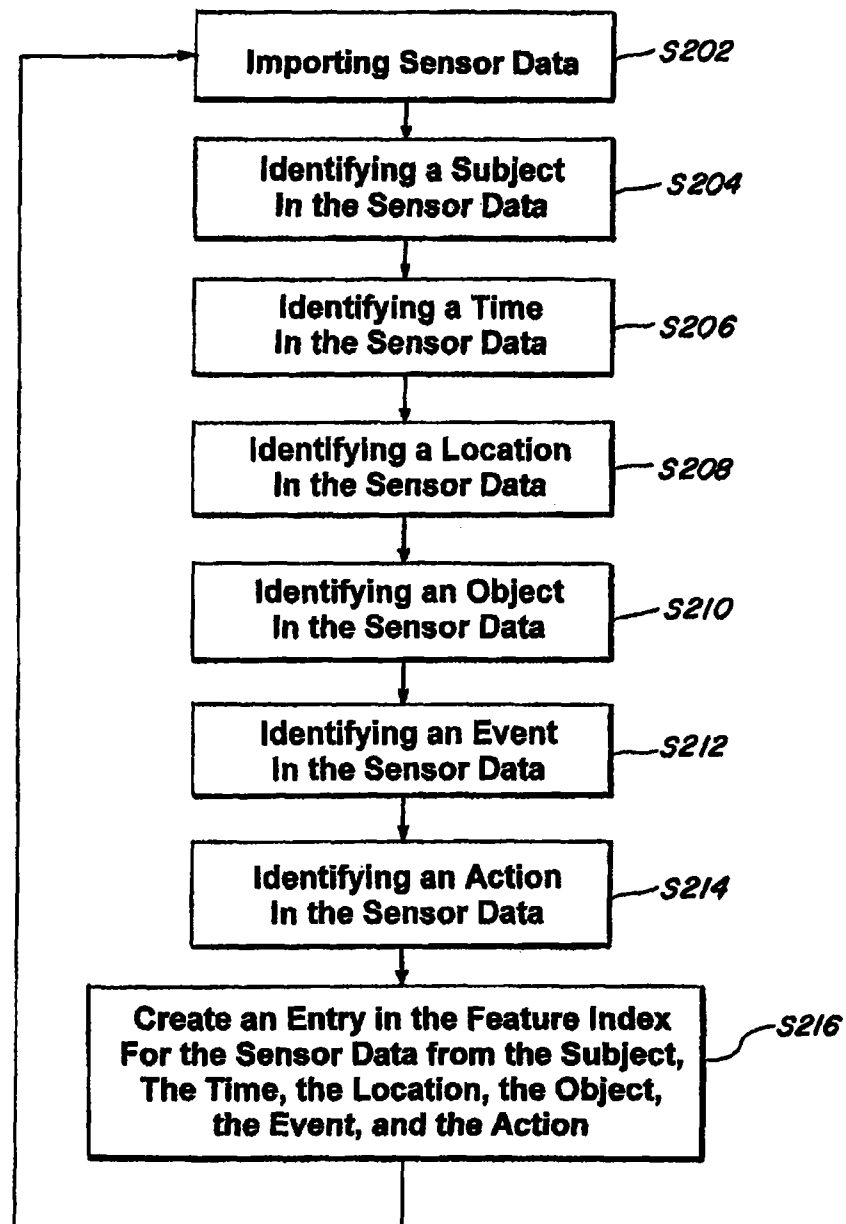 Importing Sensor Data
S202
Identifying a Subject
In the Sensor Data
S204
Identifying a Time
In the Sensor Data
S206
Identifying a Location
In the Sensor Data
S208
Identifying an Object
In the Sensor Data
S210
Identifying an Event
In the Sensor Data
S212
Identifying an Action
In the Sensor Data
S214
Create an Entry in the Feature Index
For the Sensor Data from the Subject,
The Time, the Location, the Object,
the Event, and the Action
S216